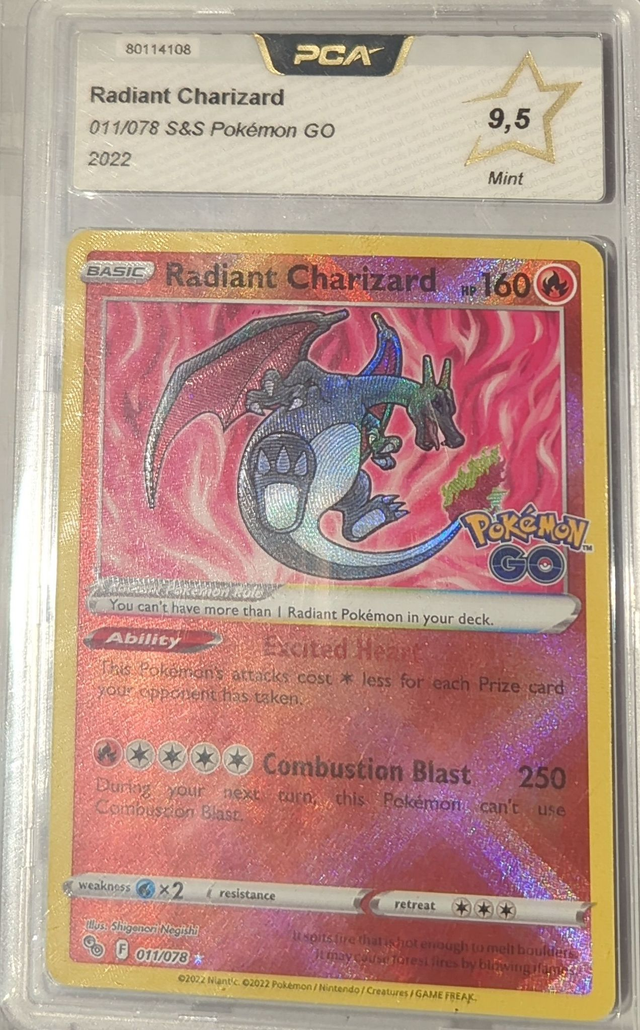 80114108
PCA
Radiant Charizard
011/078 S&S Pokémon GO
2022
9,5
Mint
BASIC Radiant Charizard HP 160
POKÉMON ™
GO
Radiant Pokémon Rule
You can't have more than 1 Radiant Pokémon in your deck.
Ability Excited Heart
This Pokémon's attacks cost less for each Prize card
your opponent has taken.
Combustion Blast 250
During your next turn, this Pokémon can't use
Combustion Blast.
weakness ×2 resistance retreat
Illus. Shigenori Negishi
F 011/078
It spits fire that is hot enough to melt boulders.
It may cause forest fires by blowing flames.
©2022 Niantic. ©2022 Pokémon / Nintendo / Creatures / GAME FREAK.